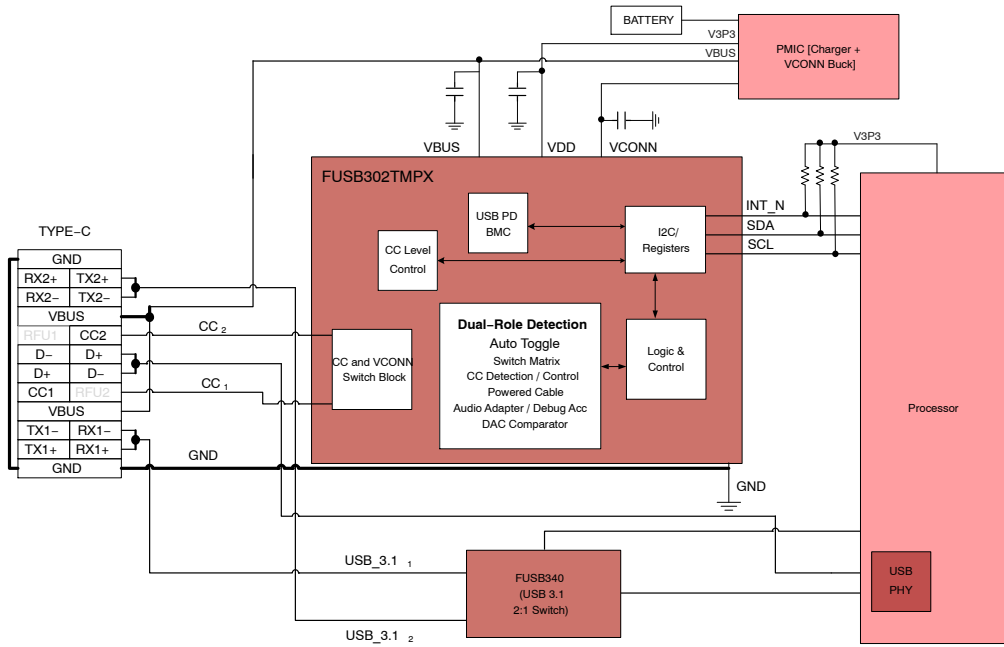 BATTERY
V3P3
VBUS
PMIC [Charger +
VCONN Buck]
VBUS
VDD
VCONN
V3P3
FUSB302TMPX
USB PD
BMC
I2C/
Registers
INT_N
SDA
SCL
CC Level
Control
TYPE-C
GND
RX2+ TX2+
RX2- TX2-
VBUS
RFU1 CC2
D- D+
D+ D-
CC1 RFU2
VBUS
TX1- RX1-
TX1+ RX1+
GND
CC 2
CC 1
CC and VCONN
Switch Block
Dual-Role Detection
Auto Toggle
Switch Matrix
CC Detection / Control
Powered Cable
Audio Adapter / Debug Acc
DAC Comparator
Logic &
Control
Processor
GND
GND
USB_3.1 1
USB_3.1 2
FUSB340
(USB 3.1
2:1 Switch)
USB
PHY